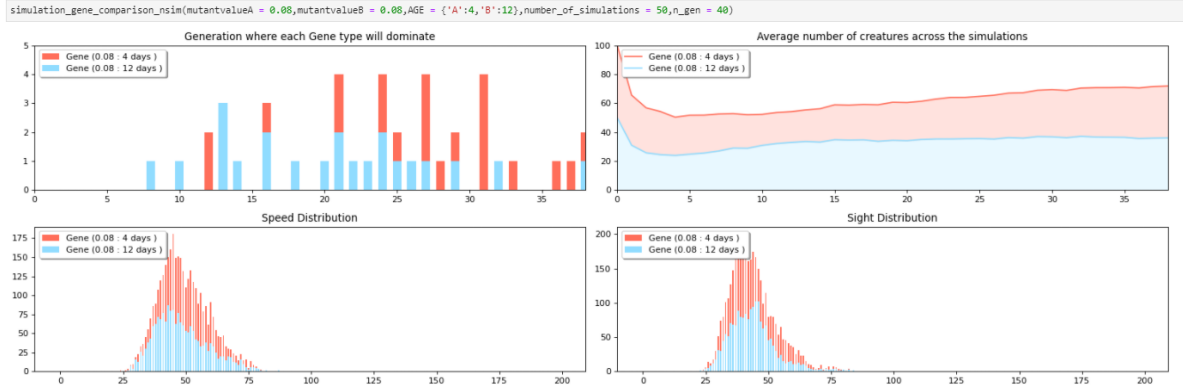 simulation_gene_comparison_nsim(mutantvalueA = 0.08,mutantvalueB = 0.08,AGE = {'A':4,'B':12},number_of_simulations = 50,n_gen = 40)
Generation where each Gene type will dominate
5
Gene (0.08 : 4 days )
Gene (0.08 : 12 days )
4
3
2
1
0
0 5 10 15 20 25 30 35
Average number of creatures across the simulations
100
Gene (0.08 : 4 days )
Gene (0.08 : 12 days )
80
60
40
20
0
0 5 10 15 20 25 30 35
Speed Distribution
Gene (0.08 : 4 days )
Gene (0.08 : 12 days )
175
150
125
100
75
50
25
0
0 25 50 75 100 125 150 175 200
Sight Distribution
Gene (0.08 : 4 days )
Gene (0.08 : 12 days )
200
150
100
50
0
0 25 50 75 100 125 150 175 200